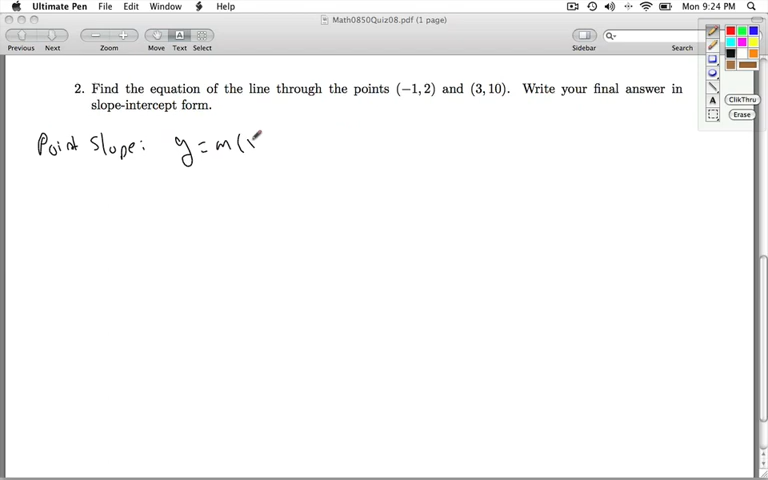 Ultimate Pen File Edit Window Help Mon 9:24 PM
Math0850Quiz08.pdf (1 page)
Previous Next Zoom Move Text Select Sidebar Search
2. Find the equation of the line through the points (−1, 2) and (3, 10). Write your final answer in
slope-intercept form.
Point Slope: y = m(
A ClikThru
Erase